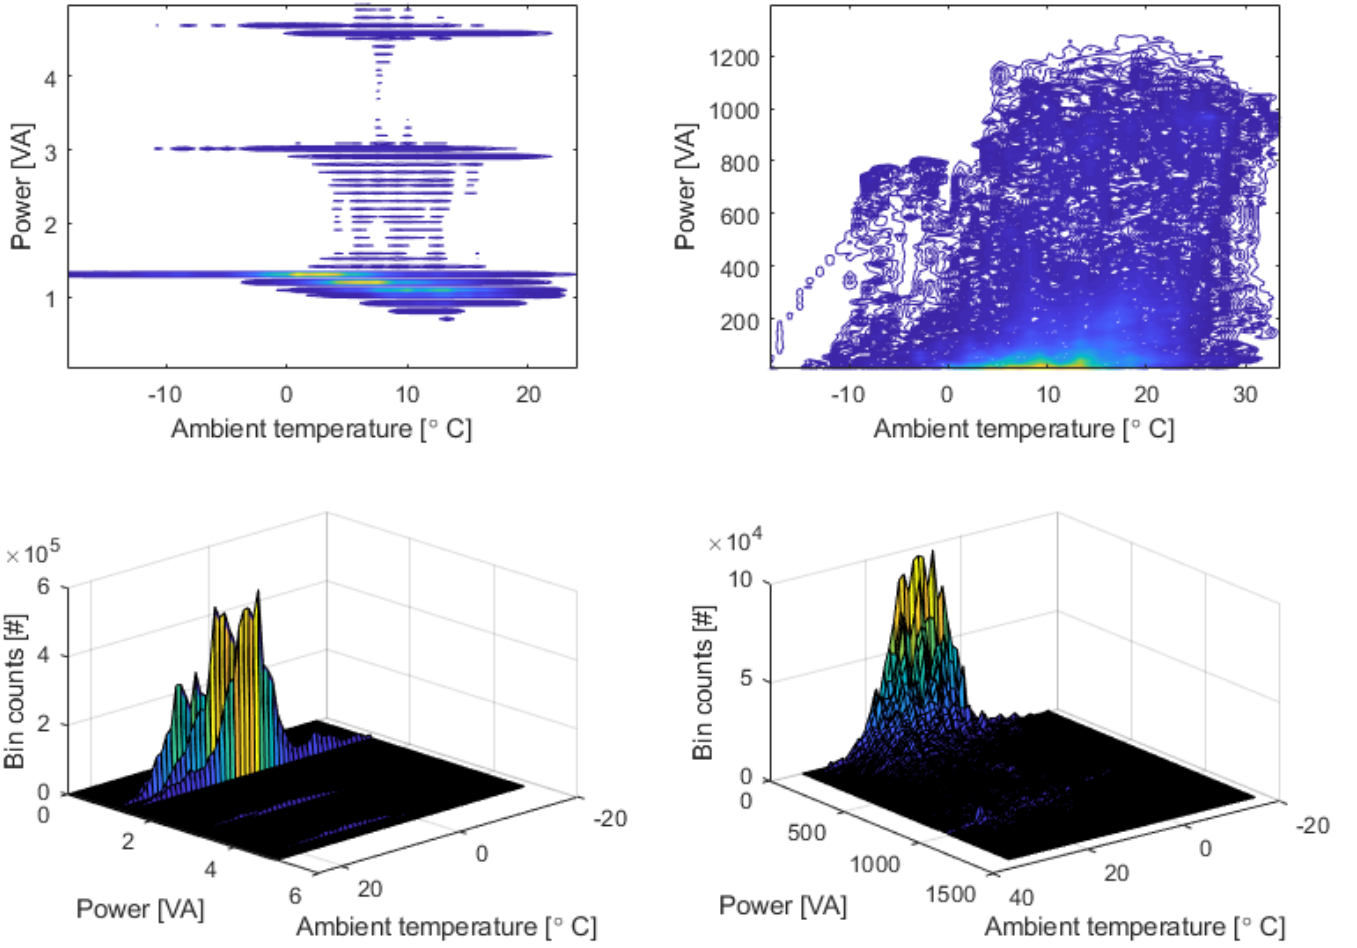 4
3
2
1
Power [VA]
-10 0 10 20
Ambient temperature [° C]
1200
1000
800
600
400
200
Power [VA]
-10 0 10 20 30
Ambient temperature [° C]
×10^5
6
4
2
0
Bin counts [#]
0 2 4 6
Power [VA]
20 0 -20
Ambient temperature [° C]
×10^4
10
5
0
Bin counts [#]
0 500 1000 1500
Power [VA]
40 20 0 -20
Ambient temperature [° C]